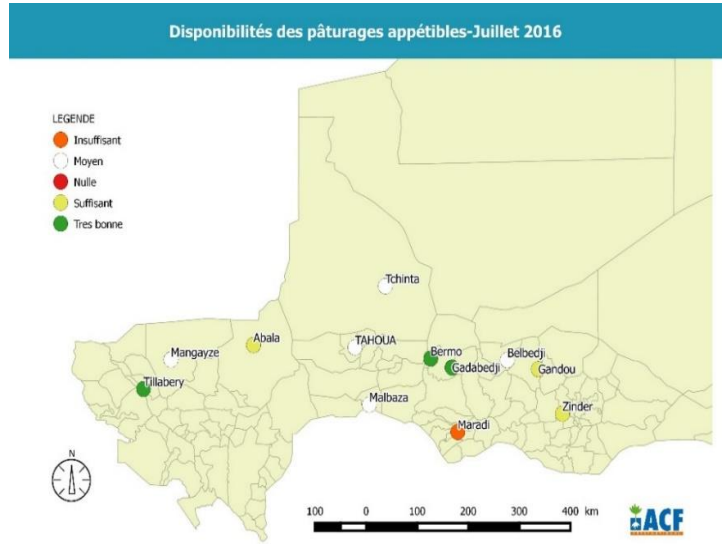 Disponibilités des pâturages appétibles-Juillet 2016
LEGENDE
Insuffisant
Moyen
Nulle
Suffisant
Tres bonne
Tchinta
Abala
TAHOUA
Mangayze
Bermo
Belbedji
Gadabedji
Gandou
Tillabery
Malbaza
Zinder
Maradi
N
100 0 100 200 300 400 km
ACF